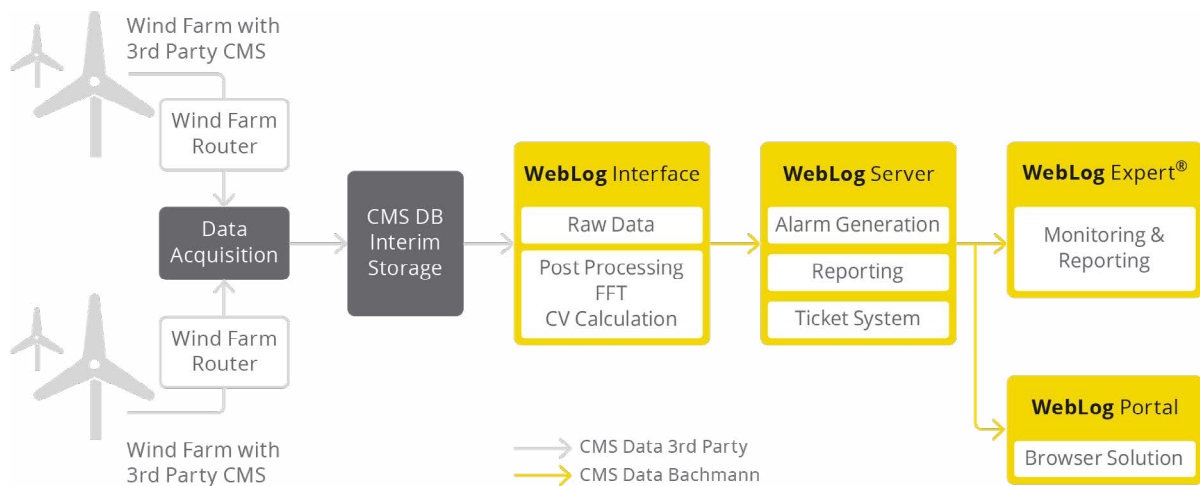 Wind Farm with
3rd Party CMS
Wind Farm
Router
Data
Acquisition
Wind Farm
Router
Wind Farm with
3rd Party CMS
CMS DB
Interim
Storage
WebLog Interface
Raw Data
Post Processing
FFT
CV Calculation
WebLog Server
Alarm Generation
Reporting
Ticket System
WebLog Expert®
Monitoring &
Reporting
WebLog Portal
Browser Solution
CMS Data 3rd Party
CMS Data Bachmann